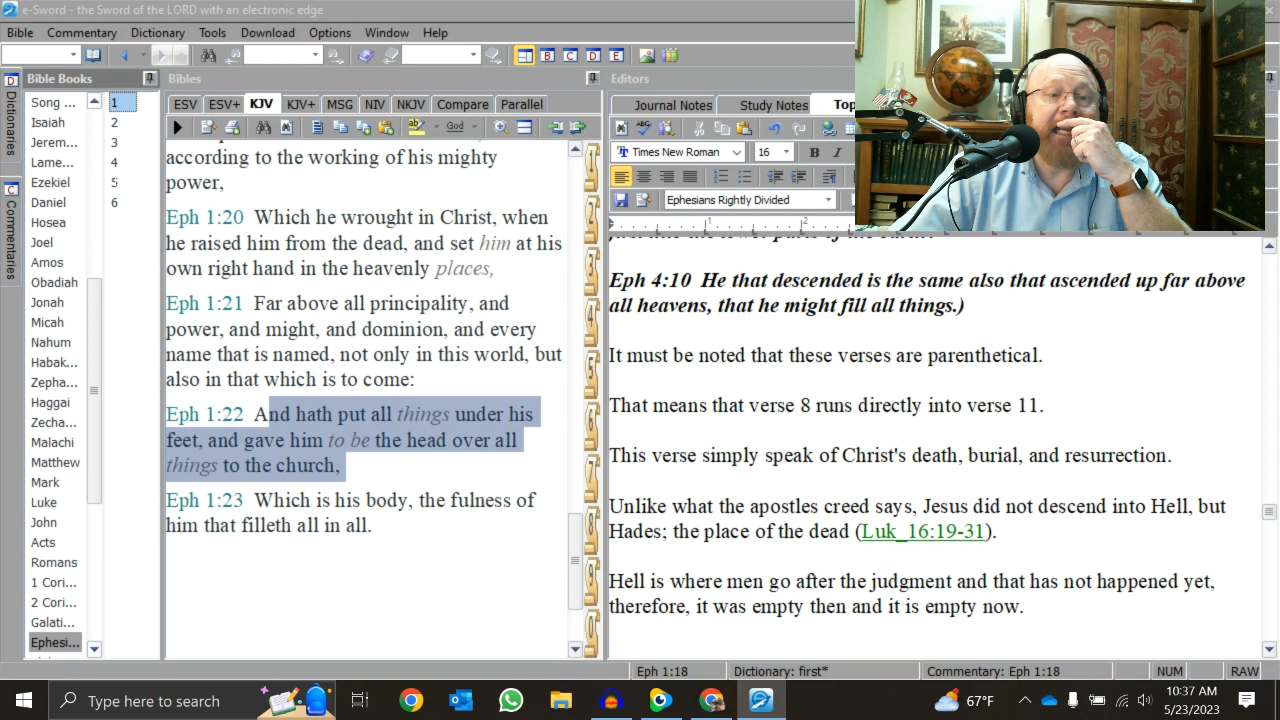 e-Sword - the Sword of the LORD with an electronic edge
Bible Commentary Dictionary Tools Download Options Window Help
B C D E
Bible Books
Bibles
Editors
Dictionaries
Commentaries
Song ...
Isaiah
Jerem...
Lame...
Ezekiel
Daniel
Hosea
Joel
Amos
Obadiah
Jonah
Micah
Nahum
Habak...
Zepha...
Haggai
Zecha...
Malachi
Matthew
Mark
Luke
John
Acts
Romans
1 Cori...
2 Cori...
Galati...
Ephesi...
1
2
3
4
5
6
ESV ESV+ KJV KJV+ MSG NIV NKJV Compare Parallel
God
according to the working of his mighty
power,
Eph 1:20 Which he wrought in Christ, when
he raised him from the dead, and set him at his
own right hand in the heavenly places,
Eph 1:21 Far above all principality, and
power, and might, and dominion, and every
name that is named, not only in this world, but
also in that which is to come:
Eph 1:22 And hath put all things under his
feet, and gave him to be the head over all
things to the church,
Eph 1:23 Which is his body, the fulness of
him that filleth all in all.
Journal Notes Study Notes Top
Times New Roman 16 B I
Ephesians Rightly Divided
1 2
Eph 4:10 He that descended is the same also that ascended up far above
all heavens, that he might fill all things.)
It must be noted that these verses are parenthetical.
That means that verse 8 runs directly into verse 11.
This verse simply speak of Christ's death, burial, and resurrection.
Unlike what the apostles creed says, Jesus did not descend into Hell, but
Hades; the place of the dead (Luk_16:19-31).
Hell is where men go after the judgment and that has not happened yet,
therefore, it was empty then and it is empty now.
Eph 1:18 Dictionary: first* Commentary: Eph 1:18 NUM RAW
Type here to search
67°F
10:37 AM
5/23/2023